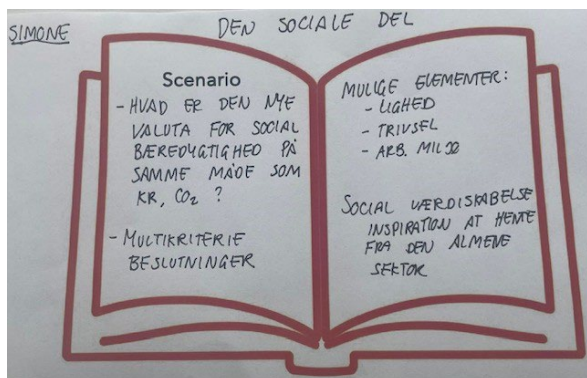 SIMONE
DEN SOCIALE DEL
Scenario
- HVAD ER DEN NYE
VALUTA FOR SOCIAL
BÆREDYGTIGHED PÅ
SAMME MÅDE SOM
KR, CO₂ ?
- MULTIKRITERIE
BESLUTNINGER
MULIGE ELEMENTER:
- LIGHED
- TRIVSEL
- ARB. MILJØ
SOCIAL VÆRDISKABELSE
INSPIRATION AT HENTE
FRA DEN ALMENE
SEKTOR